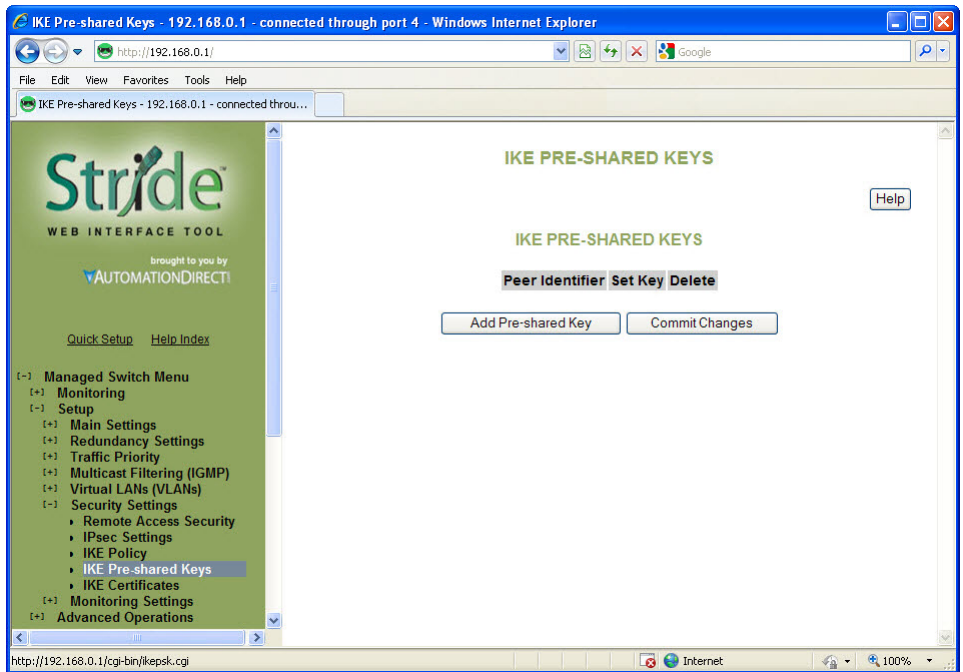 IKE Pre-shared Keys - 192.168.0.1 - connected through port 4 - Windows Internet Explorer
http://192.168.0.1/
Google
File Edit View Favorites Tools Help
IKE Pre-shared Keys - 192.168.0.1 - connected throu...
Stride™
WEB INTERFACE TOOL
brought to you by
AUTOMATIONDIRECT
Quick Setup Help Index
[-] Managed Switch Menu
[+] Monitoring
[-] Setup
[+] Main Settings
[+] Redundancy Settings
[+] Traffic Priority
[+] Multicast Filtering (IGMP)
[+] Virtual LANs (VLANs)
[-] Security Settings
Remote Access Security
IPsec Settings
IKE Policy
IKE Pre-shared Keys
IKE Certificates
[+] Monitoring Settings
[+] Advanced Operations
IKE PRE-SHARED KEYS
Help
IKE PRE-SHARED KEYS
Peer Identifier Set Key Delete
Add Pre-shared Key Commit Changes
http://192.168.0.1/cgi-bin/ikepsk.cgi
Internet
100%